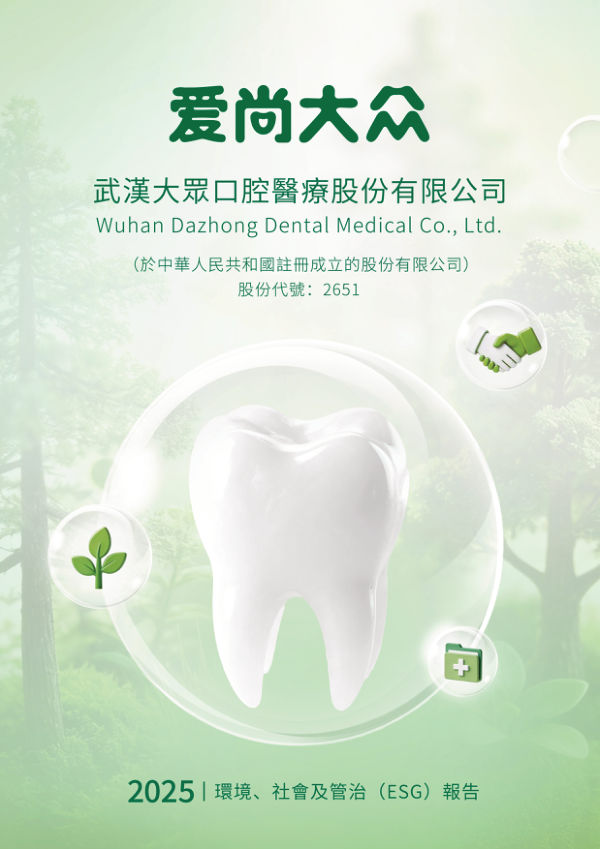 爱尚大众
武漢大眾口腔醫療股份有限公司
Wuhan Dazhong Dental Medical Co., Ltd.
（於中華人民共和國註冊成立的股份有限公司）
股份代號：2651
2025 | 環境、社會及管治（ESG）報告